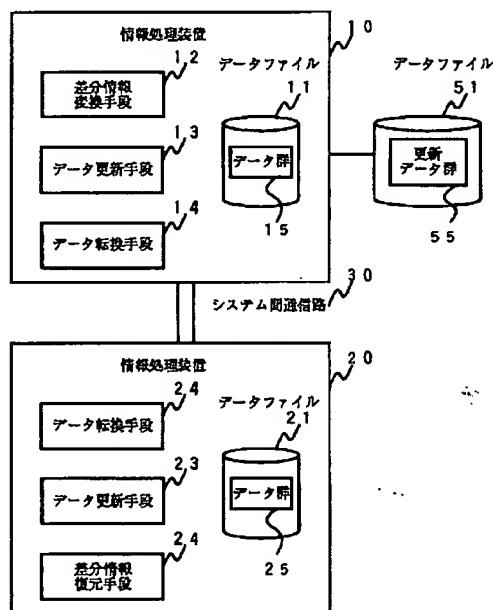 情報処理装置
10
12
データファイル
データファイル
差分情報
変換手段
11
51
13
データ更新手段
データ群
更新
データ群
14
データ転換手段
15
55
システム間通信路
30
情報処理装置
20
24
データファイル
データ転換手段
21
23
データ更新手段
データ群
24
差分情報
復元手段
25